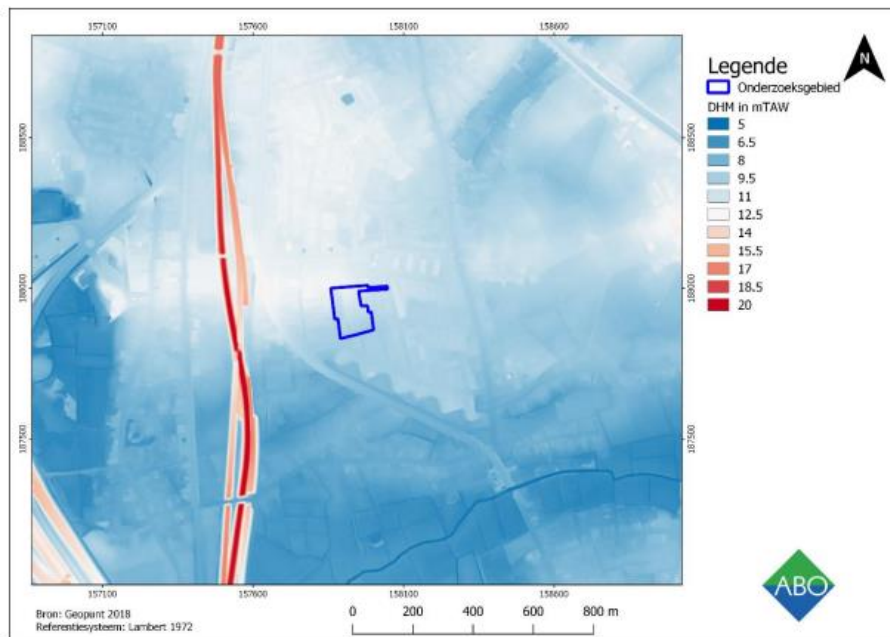 157100 157600 158100 158600
N
Legende
Onderzoeksgebied
DHM in mTAW
5
6.5
8
9.5
11
12.5
14
15.5
17
18.5
20
188500 188500
188000 188000
187500 187500
157100 157600 158100 158600
Bron: Geopunt 2018
Referentiesysteem: Lambert 1972
0 200 400 600 800 m
ABO